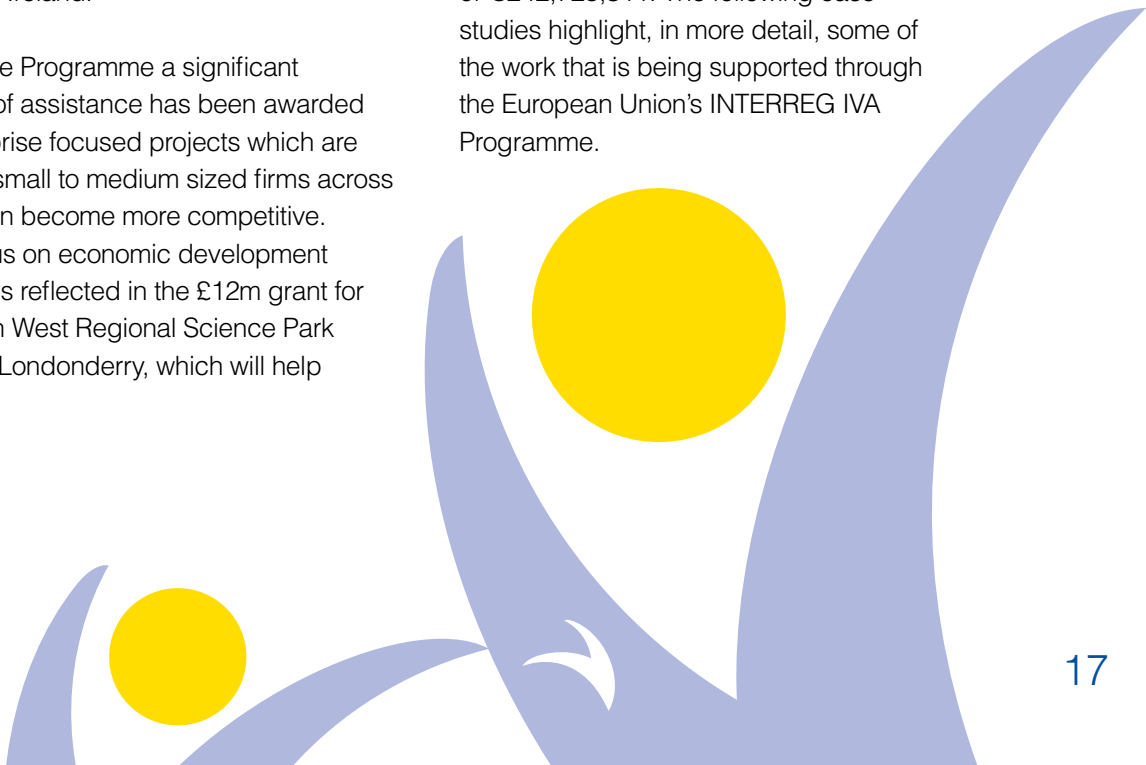 Ireland.
e Programme a significant
of assistance has been awarded
prise focused projects which are
small to medium sized firms across
n become more competitive.
us on economic development
s reflected in the £12m grant for
West Regional Science Park
Londonderry, which will help
studies highlight, in more detail, some of
the work that is being supported through
the European Union’s INTERREG IVA
Programme.
17